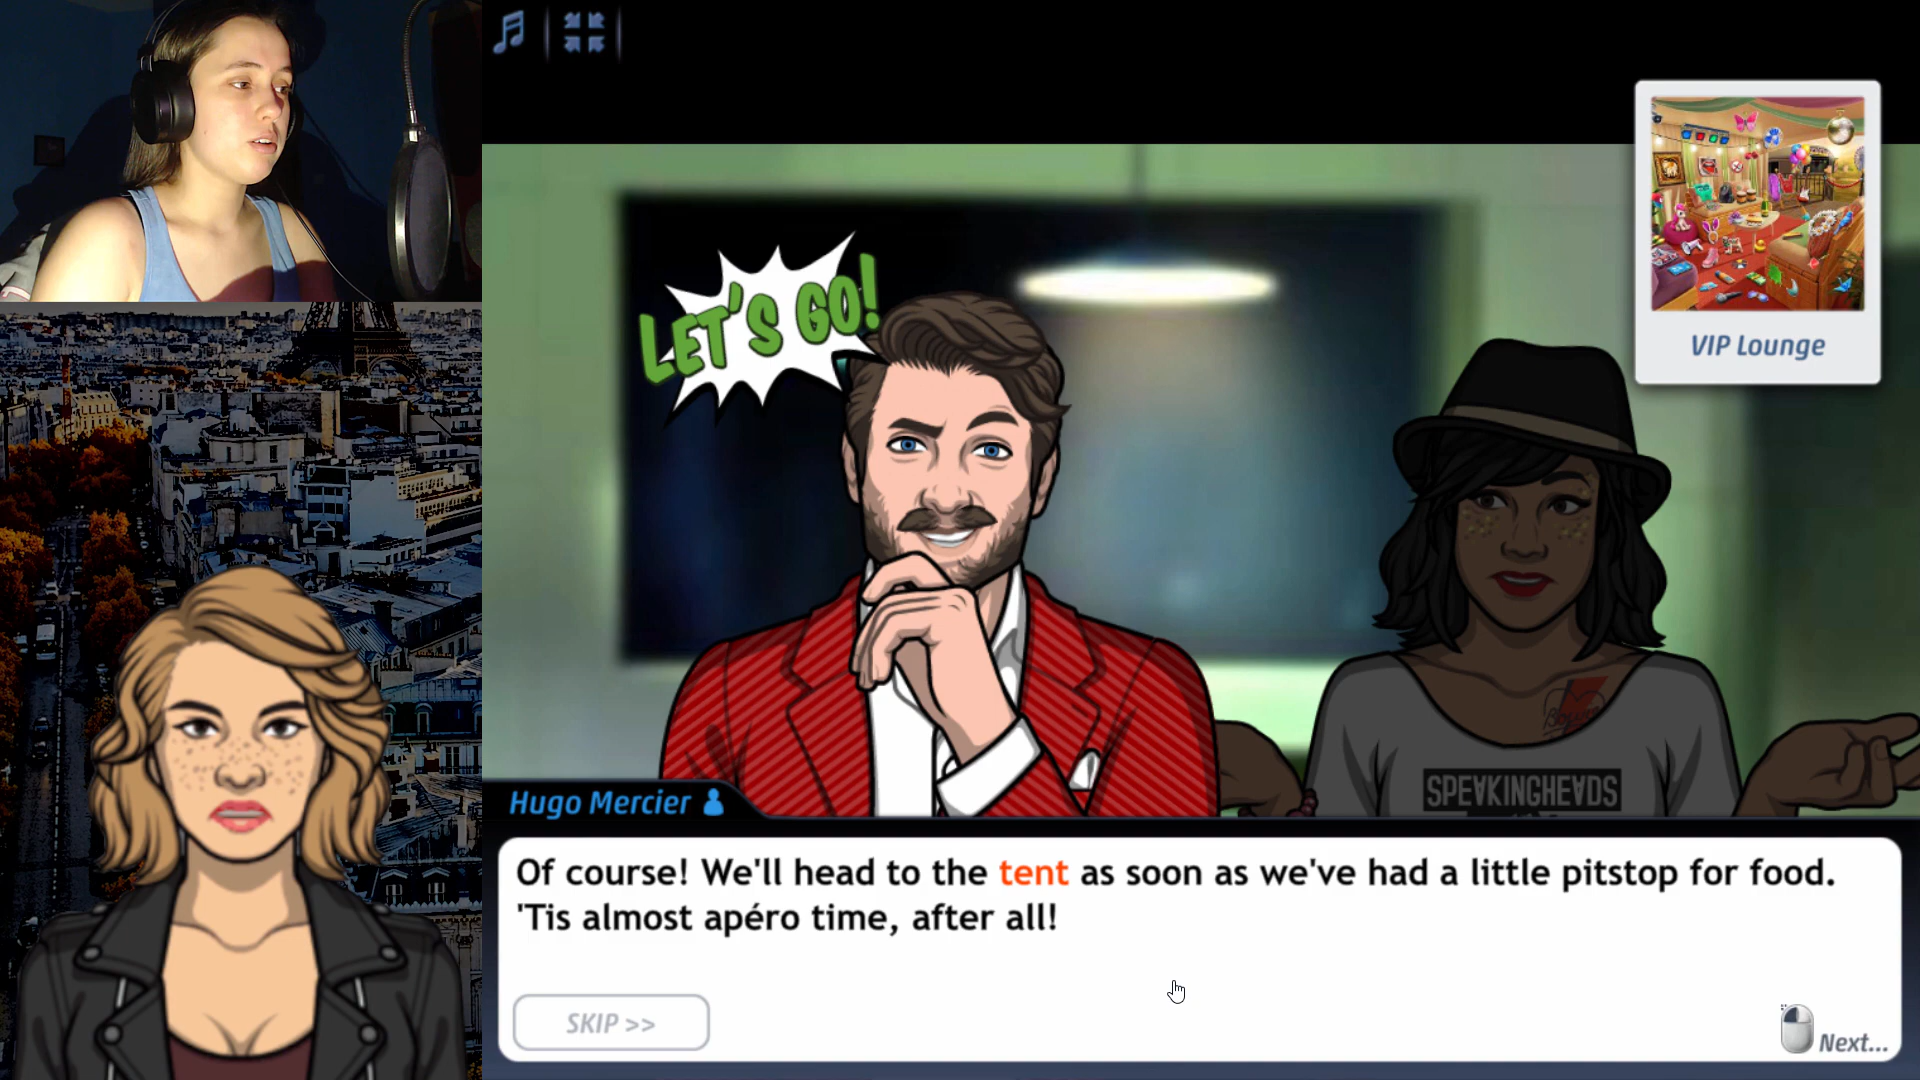 LET'S GO!
VIP Lounge
SPEAKINGHEADS
Hugo Mercier
Of course! We'll head to the tent as soon as we've had a little pitstop for food.
'Tis almost apéro time, after all!
SKIP >>
Next...